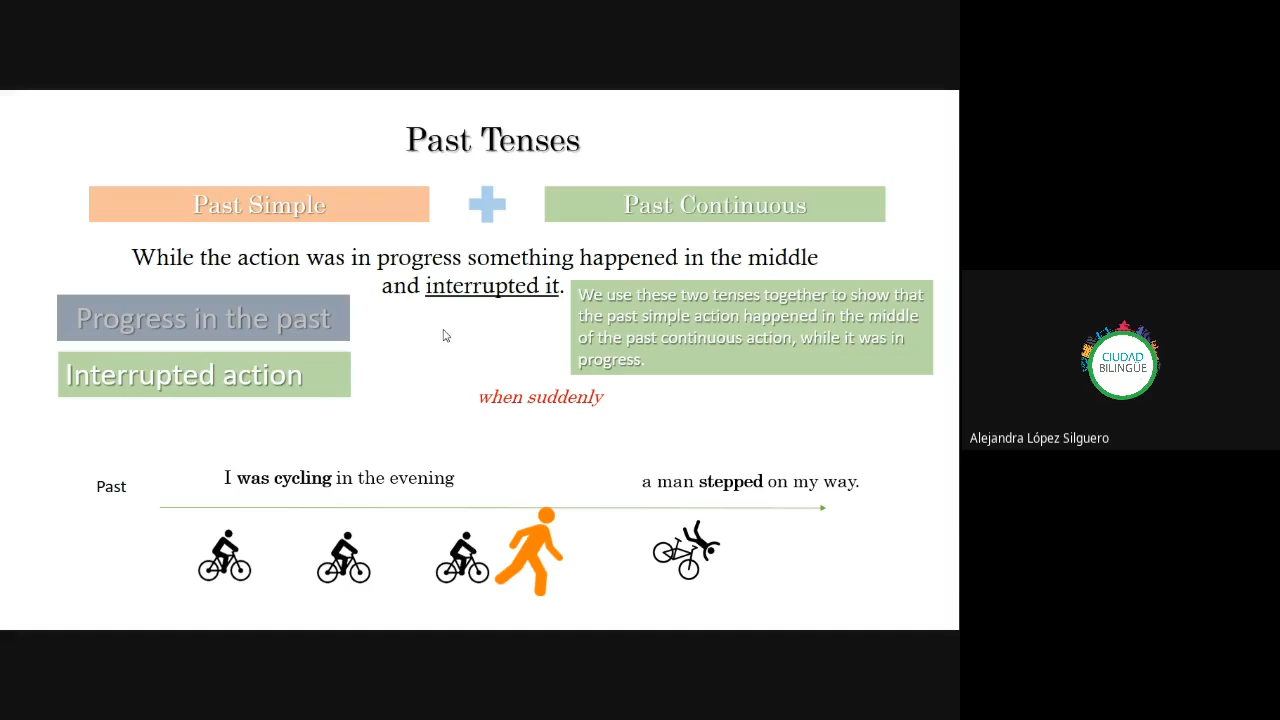 Past Tenses
Past Simple
Past Continuous
While the action was in progress something happened in the middle
and interrupted it.
Progress in the past
Interrupted action
We use these two tenses together to show that
the past simple action happened in the middle
of the past continuous action, while it was in
progress.
when suddenly
Past
I was cycling in the evening
a man stepped on my way.
CIUDAD
BILINGÜE
Alejandra López Silguero